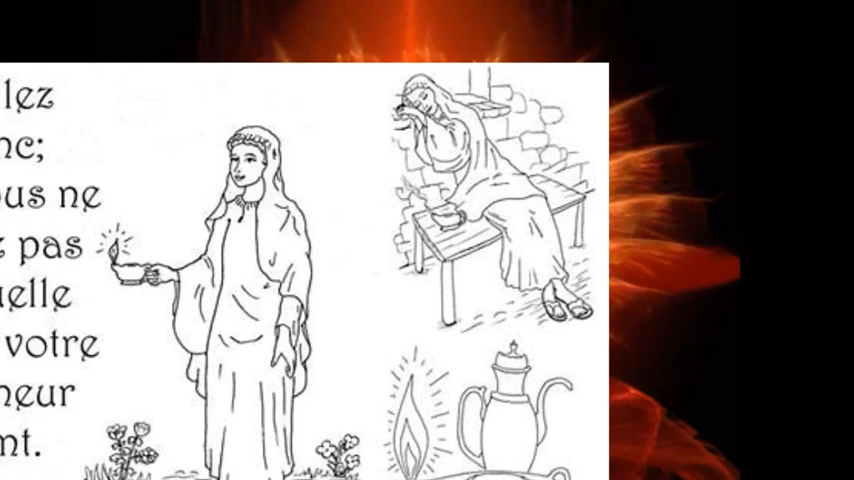 lez
nc;
ous ne
z pas
uelle
votre
neur
nt.